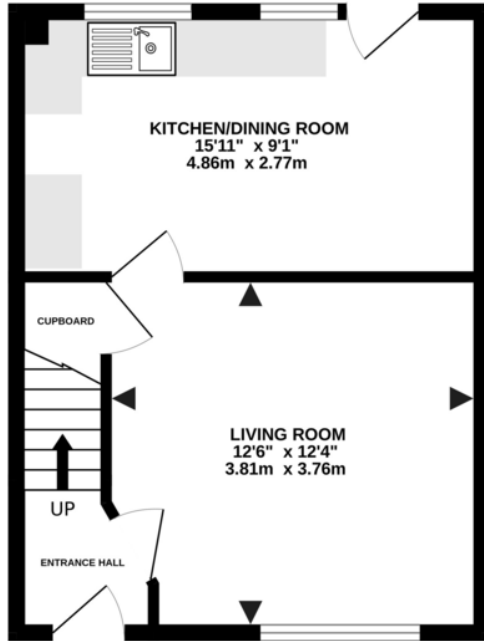 KITCHEN/DINING ROOM
15'11" x 9'1"
4.86m x 2.77m
CUPBOARD
LIVING ROOM
12'6" x 12'4"
3.81m x 3.76m
UP
ENTRANCE HALL